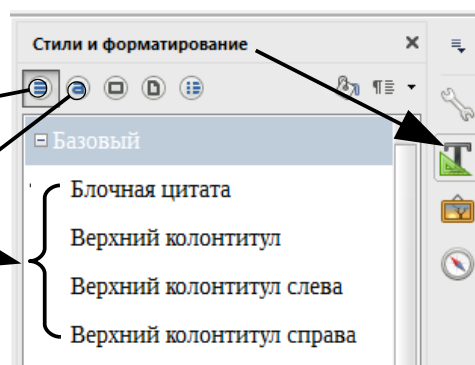 Стили и форматирование
Базовый
Блочная цитата
Верхний колонтитул
Верхний колонтитул слева
Верхний колонтитул справа